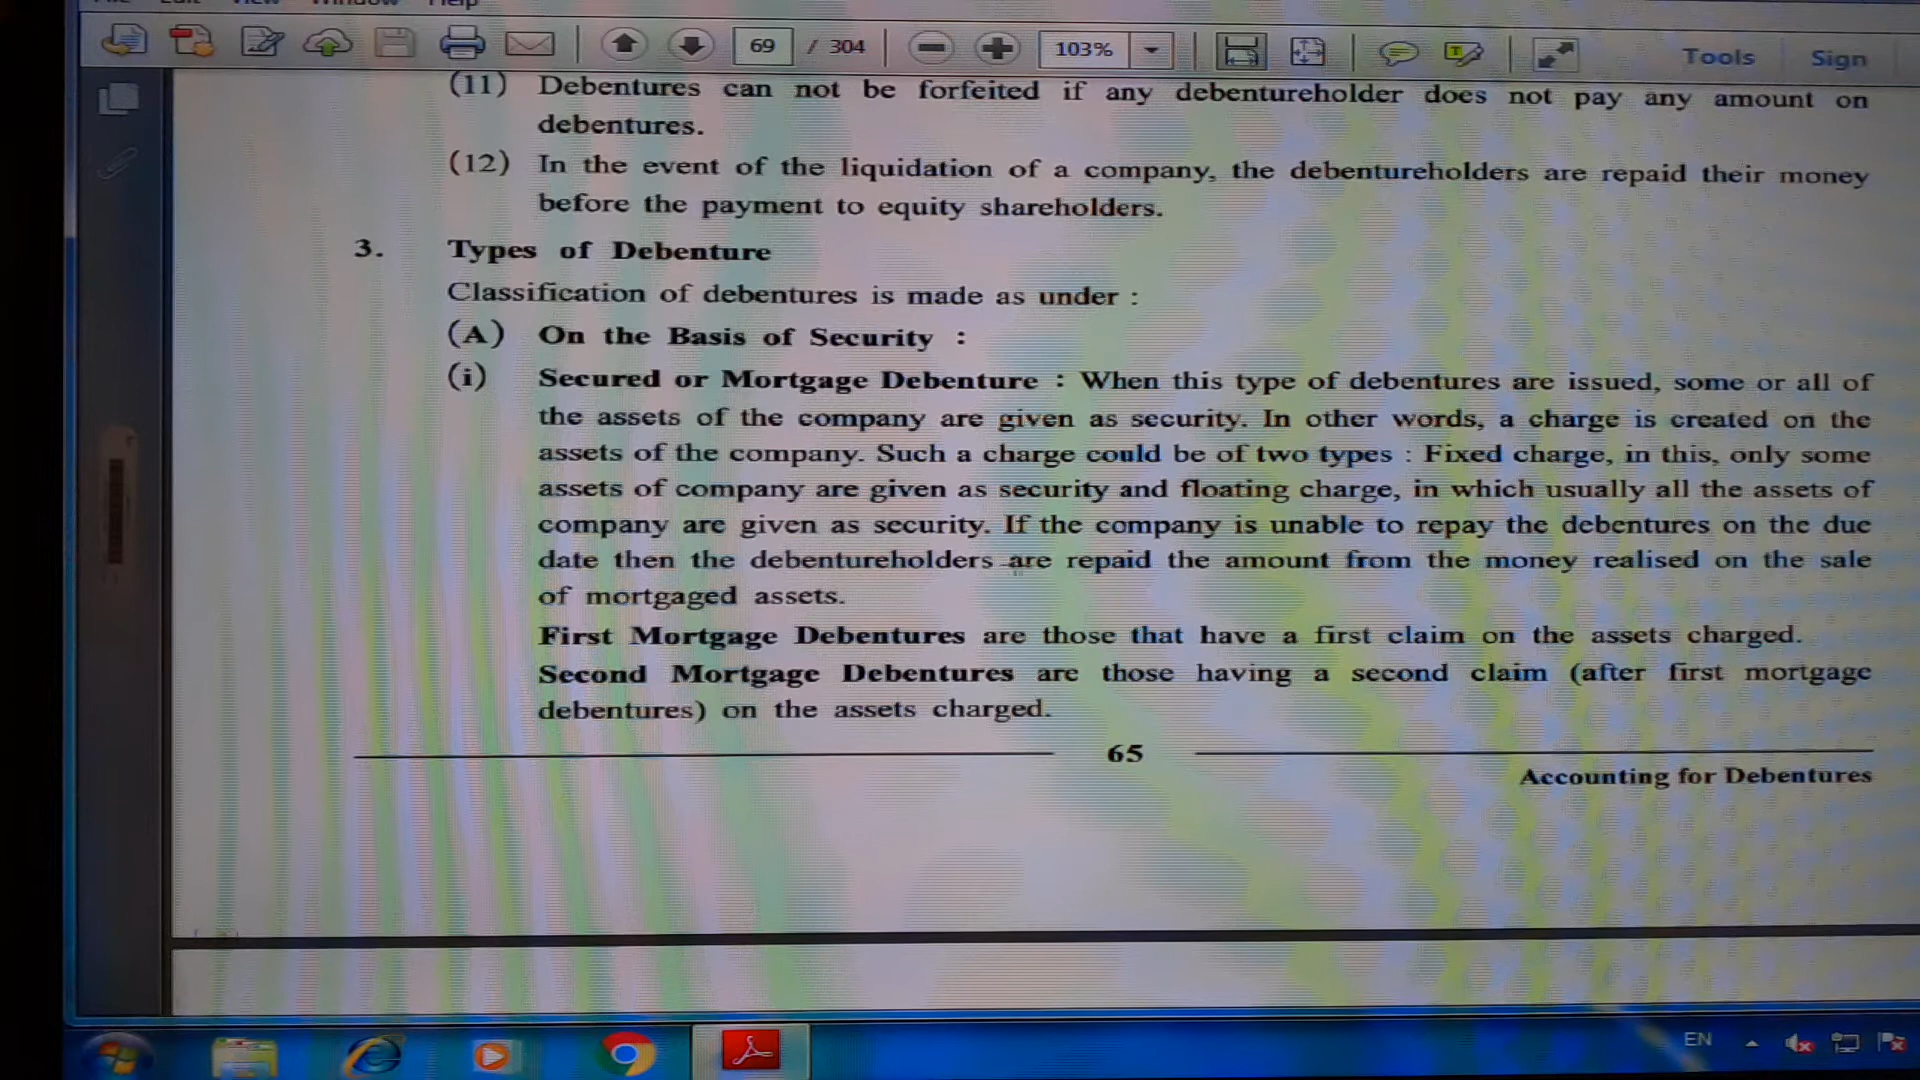 Help
69 / 304
103%
Tools
Sign
(11) Debentures can not be forfeited if any debentureholder does not pay any amount on
debentures.
(12) In the event of the liquidation of a company, the debentureholders are repaid their money
before the payment to equity shareholders.
3. Types of Debenture
Classification of debentures is made as under :
(A) On the Basis of Security :
(i) Secured or Mortgage Debenture : When this type of debentures are issued, some or all of
the assets of the company are given as security. In other words, a charge is created on the
assets of the company. Such a charge could be of two types : Fixed charge, in this, only some
assets of company are given as security and floating charge, in which usually all the assets of
company are given as security. If the company is unable to repay the debentures on the due
date then the debentureholders are repaid the amount from the money realised on the sale
of mortgaged assets.
First Mortgage Debentures are those that have a first claim on the assets charged.
Second Mortgage Debentures are those having a second claim (after first mortgage
debentures) on the assets charged.
65
Accounting for Debentures
EN